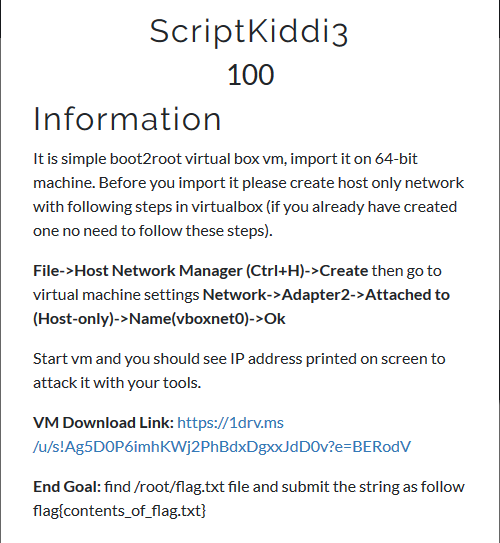 ScriptKiddi3
100
Information
It is simple boot2root virtual box vm, import it on 64-bit
machine. Before you import it please create host only network
with following steps in virtualbox (if you already have created
one no need to follow these steps).
File->Host Network Manager (Ctrl+H)->Create then go to
virtual machine settings Network->Adapter2->Attached to
(Host-only)->Name(vboxnet0)->Ok
Start vm and you should see IP address printed on screen to
attack it with your tools.
VM Download Link: https://1drv.ms
/u/s!Ag5D0P6imhKWj2PhBdxDgxxJdD0v?e=BERodV
End Goal: find /root/flag.txt file and submit the string as follow
flag{contents_of_flag.txt}